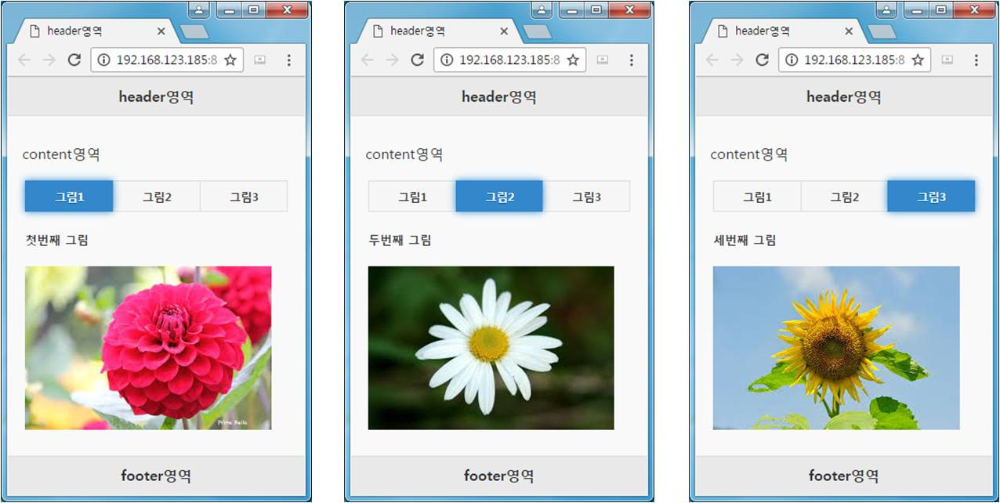 header영역
192.168.123.185:8
header영역
content영역
그림1 그림2 그림3
첫번째 그림
Prima Bella
footer영역
header영역
192.168.123.185:8
header영역
content영역
그림1 그림2 그림3
두번째 그림
footer영역
header영역
192.168.123.185:8
header영역
content영역
그림1 그림2 그림3
세번째 그림
footer영역